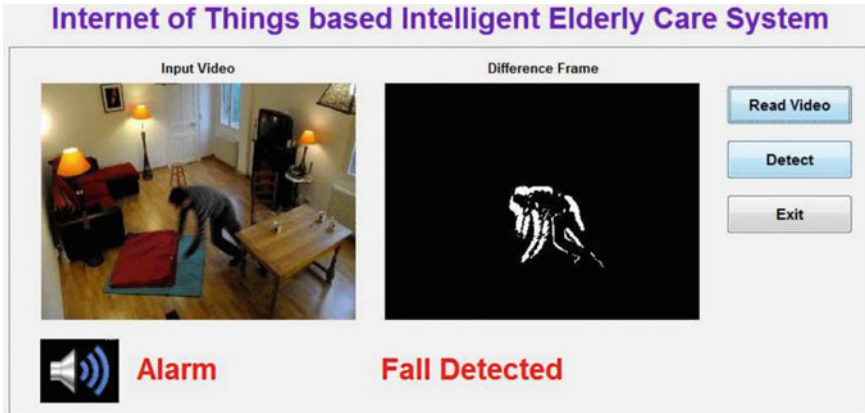 Internet of Things based Intelligent Elderly Care System
Input Video
Difference Frame
Read Video
Detect
Exit
Alarm
Fall Detected